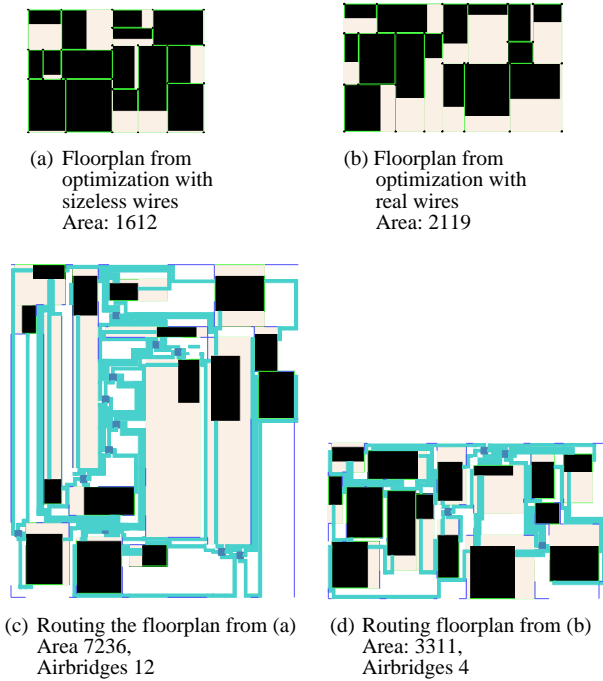 (a) Floorplan from
optimization with
sizeless wires
Area: 1612
(b) Floorplan from
optimization with
real wires
Area: 2119
(c) Routing the floorplan from (a)
Area 7236,
Airbridges 12
(d) Routing floorplan from (b)
Area: 3311,
Airbridges 4